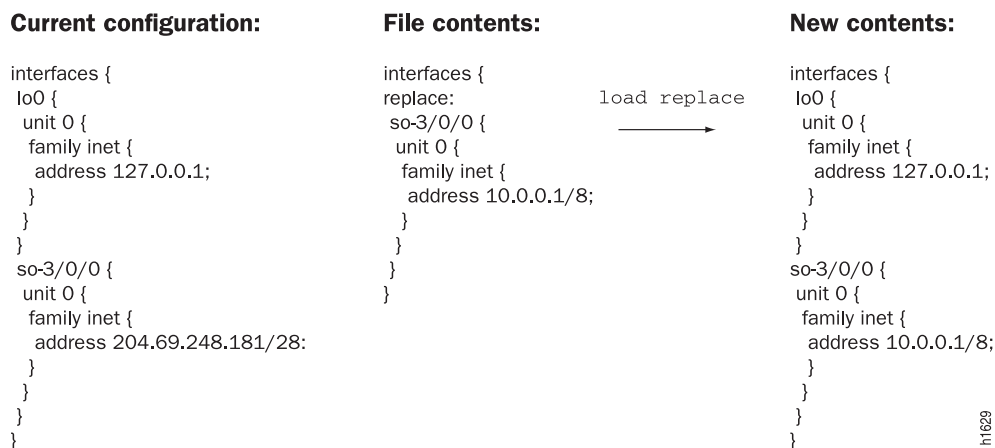 Current configuration:
interfaces {
lo0 {
unit 0 {
family inet {
address 127.0.0.1;
}
}
}
so-3/0/0 {
unit 0 {
family inet {
address 204.69.248.181/28:
}
}
}
}
File contents:
interfaces {
replace:
so-3/0/0 {
unit 0 {
family inet {
address 10.0.0.1/8;
}
}
}
}
load replace
New contents:
interfaces {
lo0 {
unit 0 {
family inet {
address 127.0.0.1;
}
}
}
so-3/0/0 {
unit 0 {
family inet {
address 10.0.0.1/8;
}
}
}
}
h1629